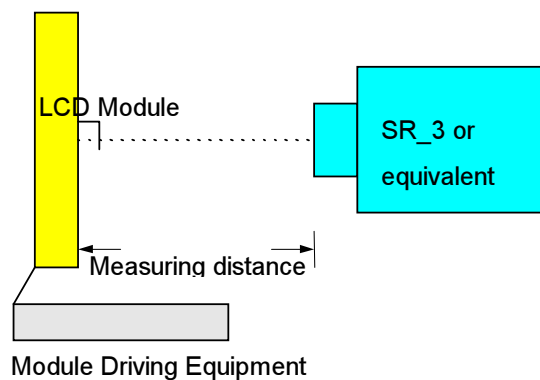 LCD Module
SR_3 or
equivalent
Measuring distance
Module Driving Equipment